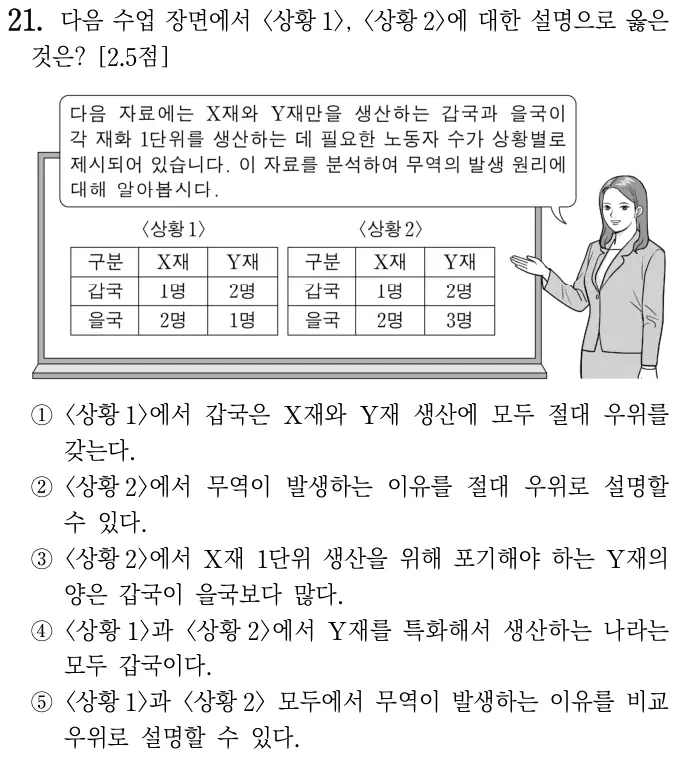 21. 다음 수업 장면에서 〈상황 1〉, 〈상황 2〉에 대한 설명으로 옳은
것은? [2.5점]
다음 자료에는 X재와 Y재만을 생산하는 갑국과 을국이
각 재화 1단위를 생산하는 데 필요한 노동자 수가 상황별로
제시되어 있습니다. 이 자료를 분석하여 무역의 발생 원리에
대해 알아봅시다.
〈상황 1〉
구분 X재 Y재
갑국 1명 2명
을국 2명 1명
〈상황 2〉
구분 X재 Y재
갑국 1명 2명
을국 2명 3명
① 〈상황 1〉에서 갑국은 X재와 Y재 생산에 모두 절대 우위를
갖는다.
② 〈상황 2〉에서 무역이 발생하는 이유를 절대 우위로 설명할
수 있다.
③ 〈상황 2〉에서 X재 1단위 생산을 위해 포기해야 하는 Y재의
양은 갑국이 을국보다 많다.
④ 〈상황 1〉과 〈상황 2〉에서 Y재를 특화해서 생산하는 나라는
모두 갑국이다.
⑤ 〈상황 1〉과 〈상황 2〉 모두에서 무역이 발생하는 이유를 비교
우위로 설명할 수 있다.